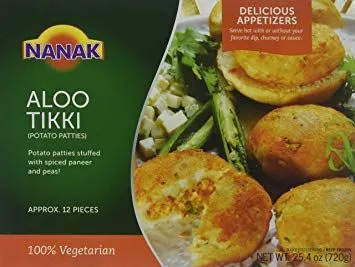 NANAK
ALOO
TIKKI
(POTATO PATTIES)
Potato patties stuffed
with spiced paneer
and peas!
APPROX. 12 PIECES
100% Vegetarian
DELICIOUS
APPETIZERS
Serve hot with or without your
favorite dip, chutney or sauce.
NET WT. 25.4 OZ (720g)